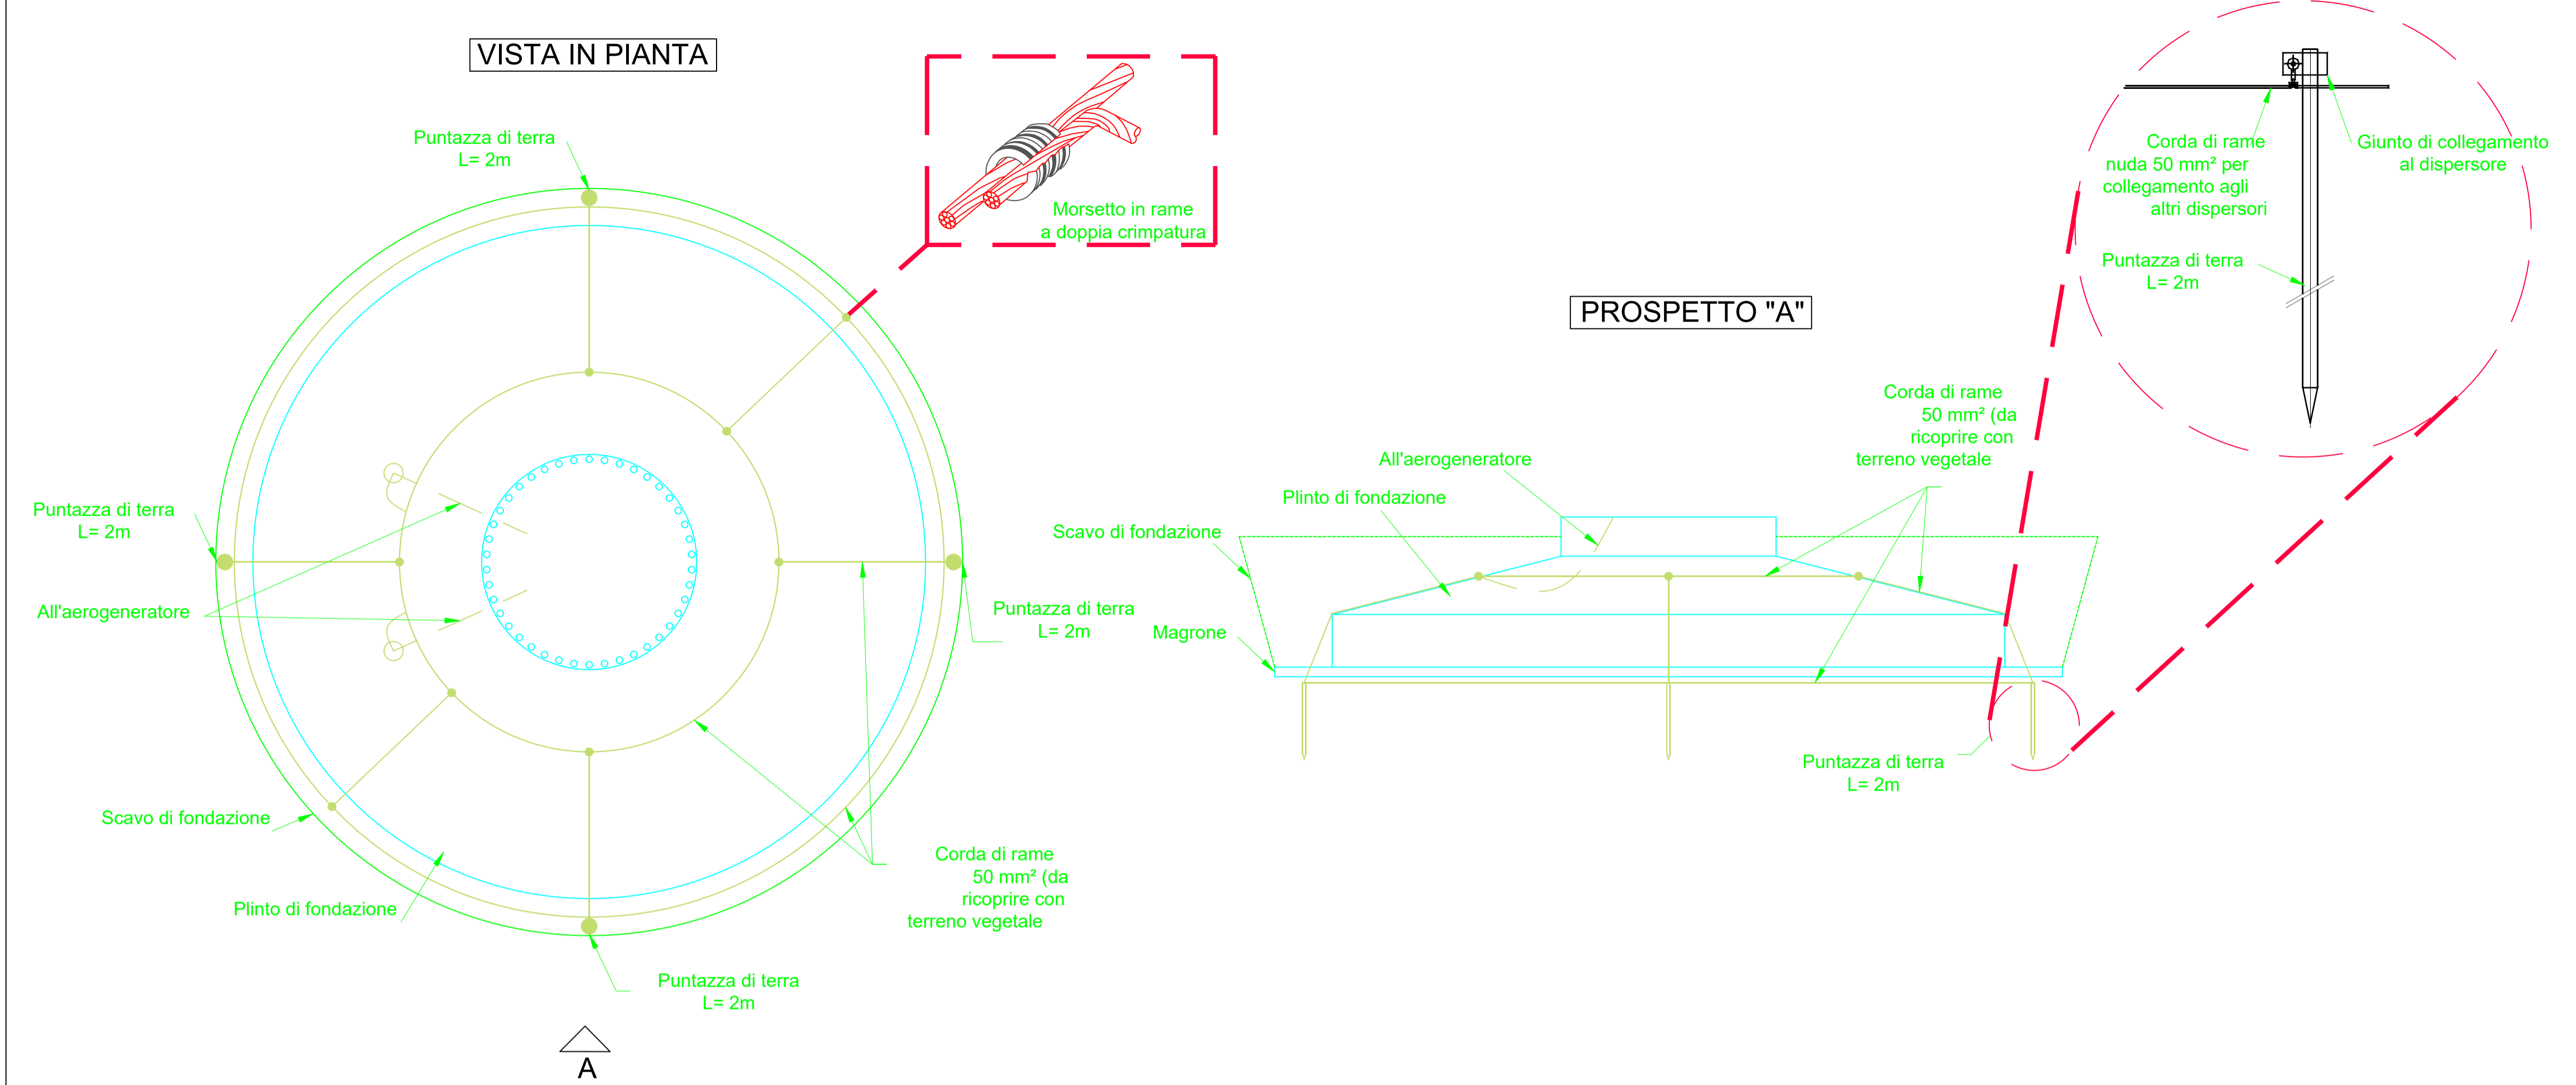 VISTA IN PIANTA
Puntazza di terra
L= 2m
Morsetto in rame
a doppia crimpatura
Puntazza di terra
L= 2m
All'aerogeneratore
Puntazza di terra
L= 2m
Scavo di fondazione
Plinto di fondazione
Corda di rame
50 mm² (da
ricoprire con
terreno vegetale
Puntazza di terra
L= 2m
A
PROSPETTO "A"
Corda di rame
50 mm² (da
ricoprire con
terreno vegetale
All'aerogeneratore
Plinto di fondazione
Scavo di fondazione
Magrone
Puntazza di terra
L= 2m
Corda di rame
nuda 50 mm² per
collegamento agli
altri dispersori
Giunto di collegamento
al dispersore
Puntazza di terra
L= 2m